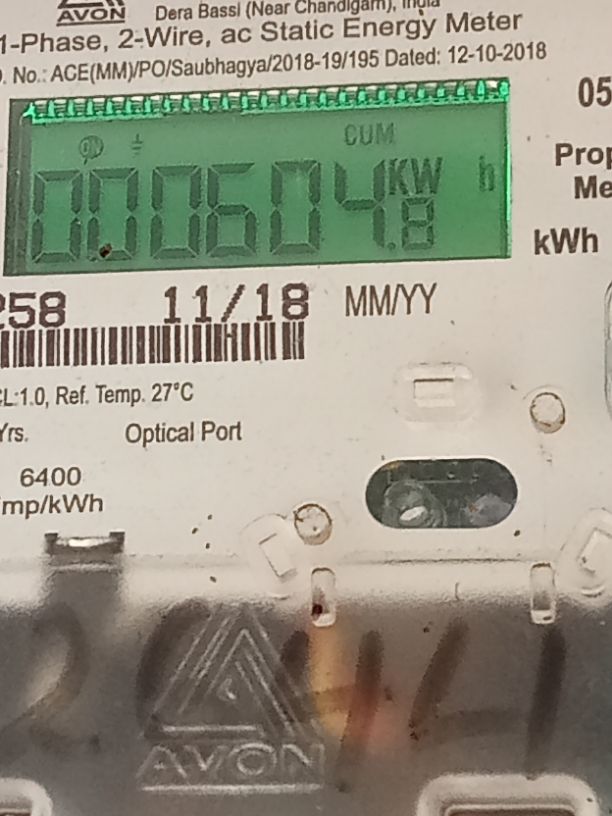 AVON Dera Bassi (Near Chandigarh), India
1-Phase, 2-Wire, ac Static Energy Meter
. No.: ACE(MM)/PO/Saubhagya/2018-19/195 Dated: 12-10-2018
05
CUM
000604.8 KW h
Prop
Me
kWh
258 11/18 MM/YY
CL:1.0, Ref. Temp. 27°C
Yrs. Optical Port
6400
imp/kWh
AVON